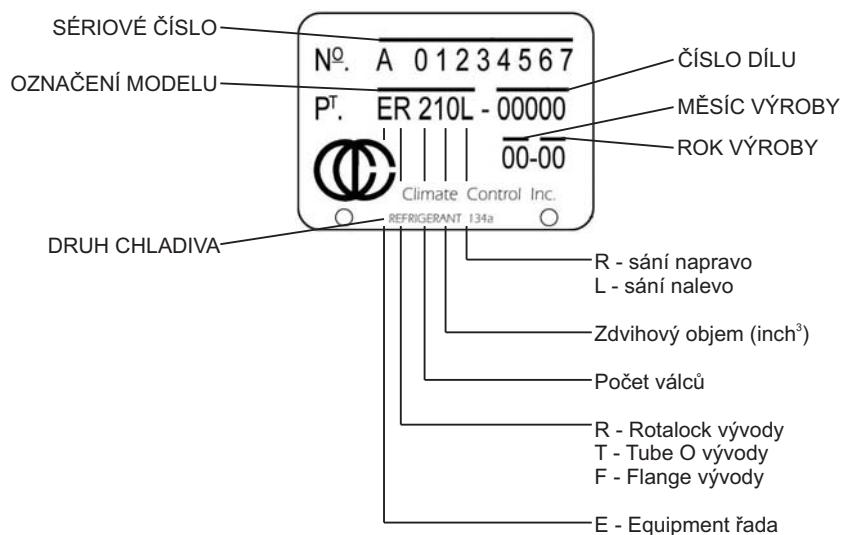 SÉRIOVÉ ČÍSLO
Nº. A 01234567
OZNAČENÍ MODELU
ČÍSLO DÍLU
PT. ER 210L - 00000
MĚSÍC VÝROBY
00-00
ROK VÝROBY
Climate Control Inc.
REFRIGERANT 134a
DRUH CHLADIVA
R - sání napravo
L - sání nalevo
Zdvihový objem (inch³)
Počet válců
R - Rotalock vývody
T - Tube O vývody
F - Flange vývody
E - Equipment řada